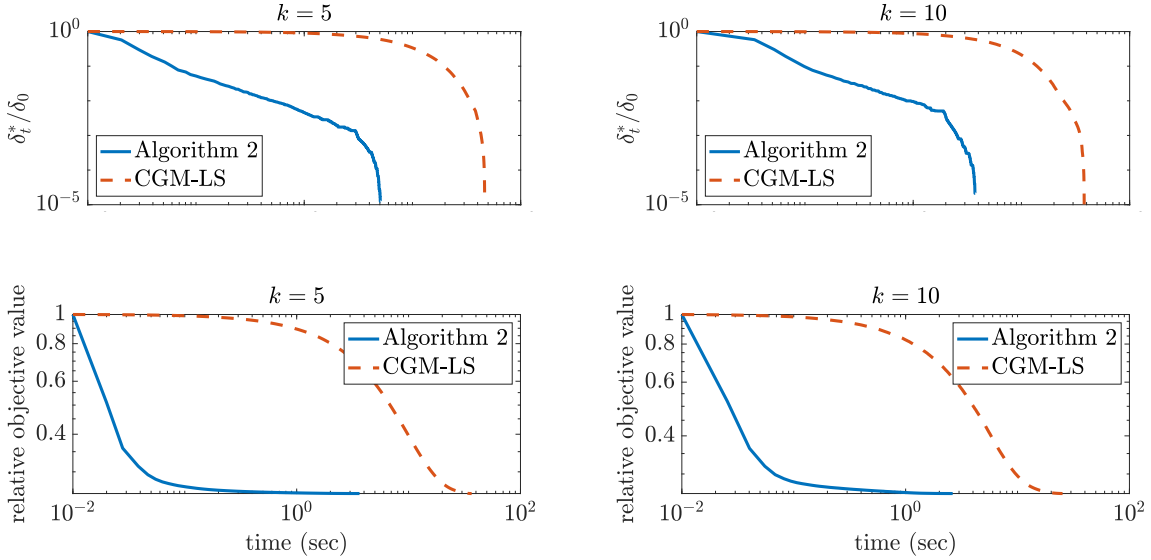 k = 5
10^0
δ_t^*/δ_0
10^-5
Algorithm 2
CGM-LS
k = 10
10^0
δ_t^*/δ_0
10^-5
Algorithm 2
CGM-LS
k = 5
relative objective value
1
0.8
0.6
0.4
Algorithm 2
CGM-LS
10^-2
10^0
10^2
time (sec)
k = 10
relative objective value
1
0.8
0.6
0.4
Algorithm 2
CGM-LS
10^-2
10^0
10^2
time (sec)